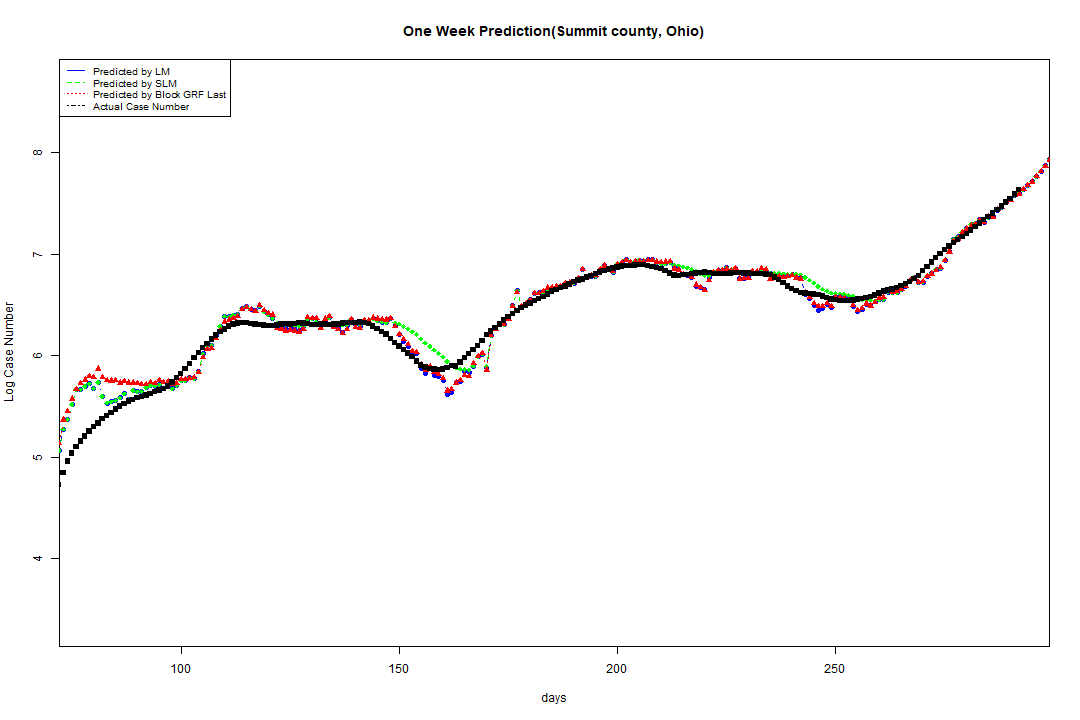 One Week Prediction(Summit county, Ohio)
Predicted by LM
Predicted by SLM
Predicted by Block GRF Last
Actual Case Number
8
7
6
5
4
Log Case Number
100 150 200 250
days